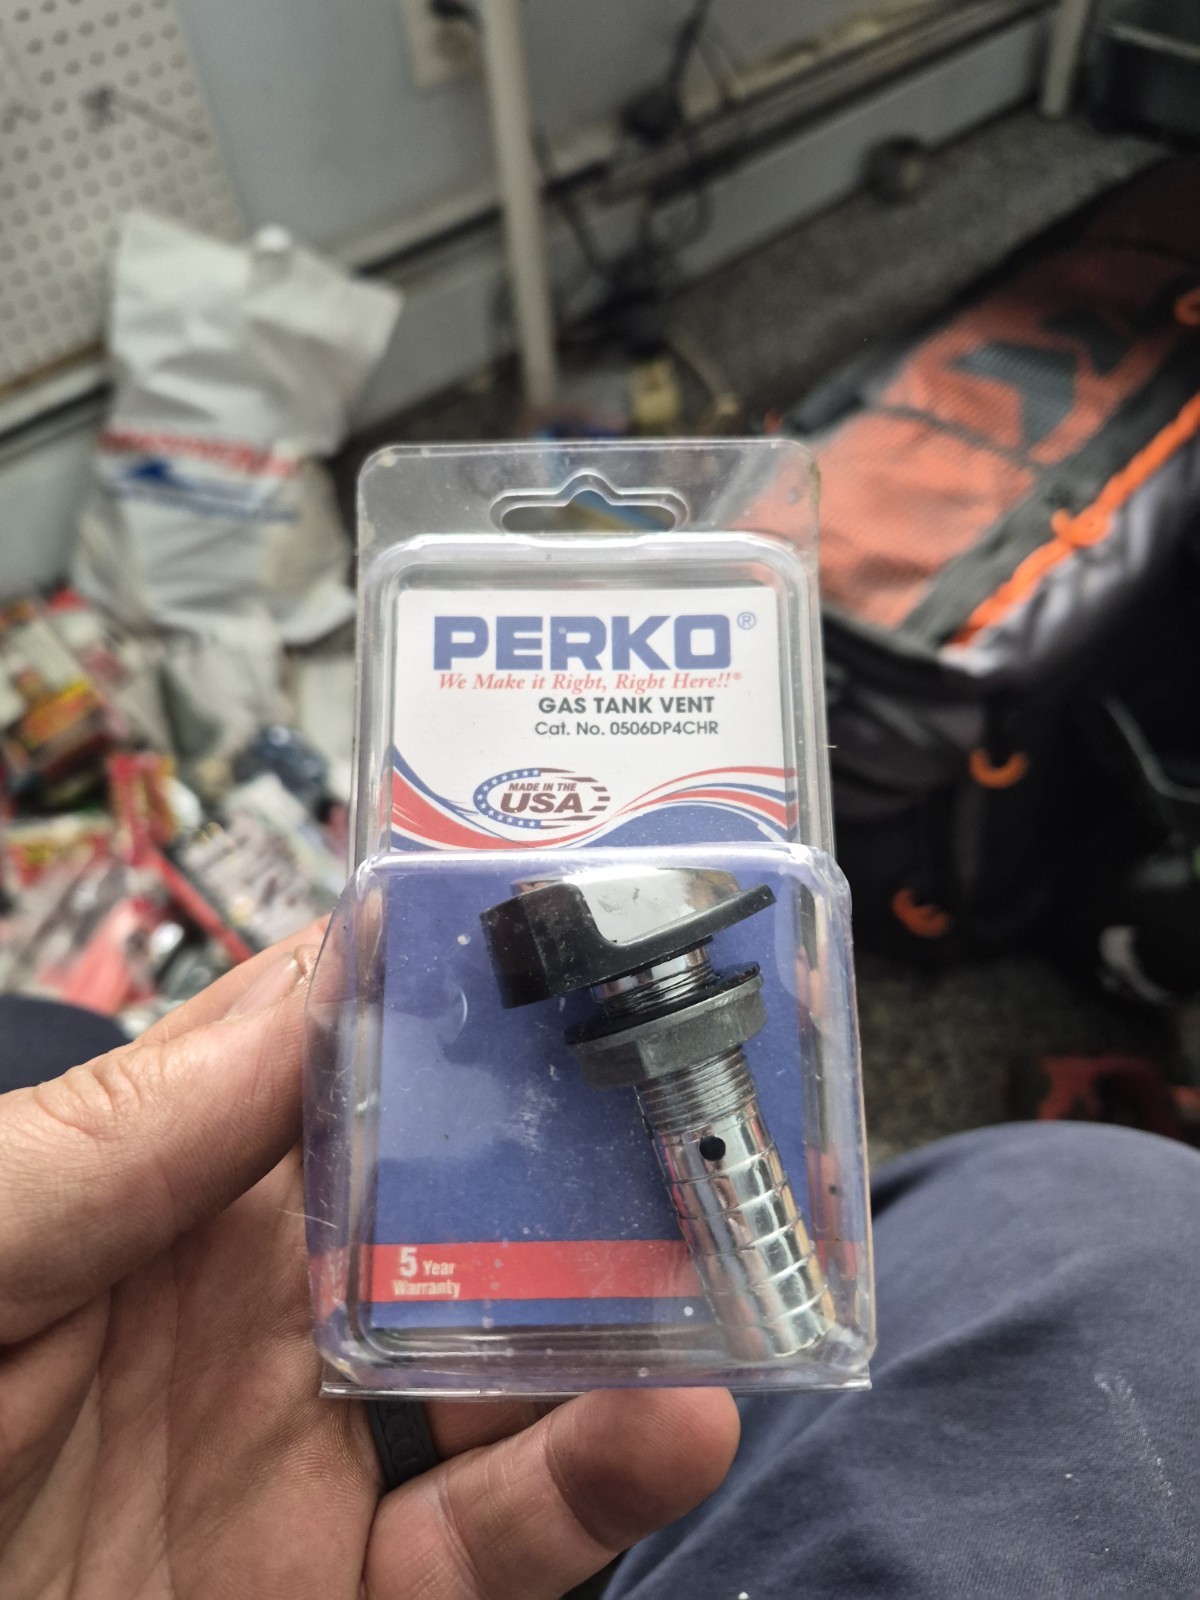 PERKO®
We Make it Right, Right Here!!®
GAS TANK VENT
Cat. No. 0506DP4CHR
MADE IN THE
USA
5 Year
Warranty